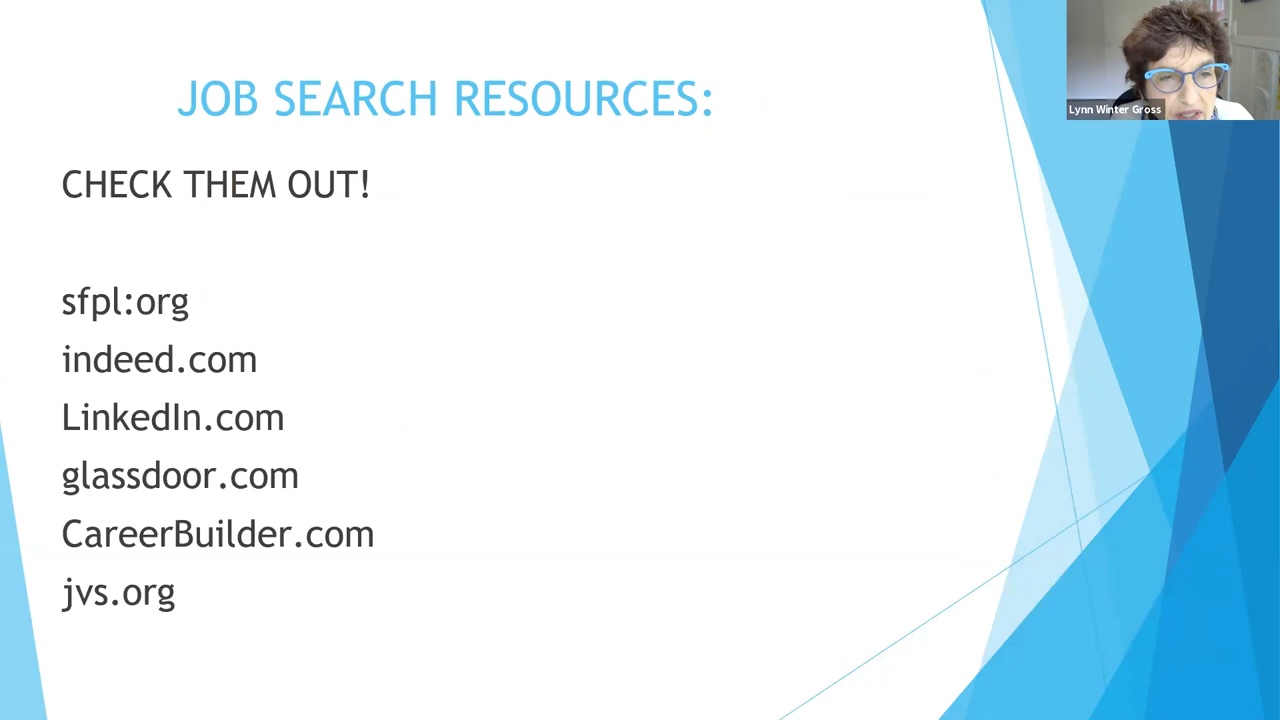 JOB SEARCH RESOURCES:
Lynn Winter Gross
CHECK THEM OUT!
sfpl:org
indeed.com
LinkedIn.com
glassdoor.com
CareerBuilder.com
jvs.org